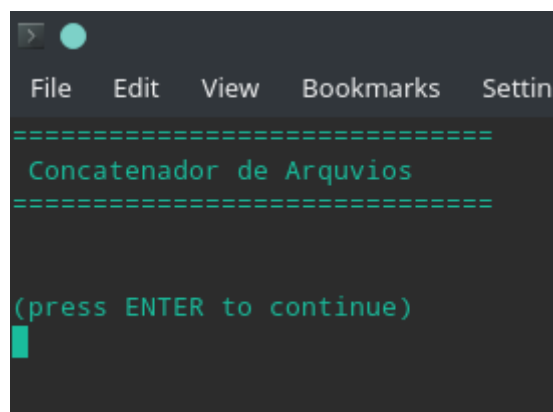 File Edit View Bookmarks Settin
==============================
Concatenador de Arquvios
==============================
(press ENTER to continue)